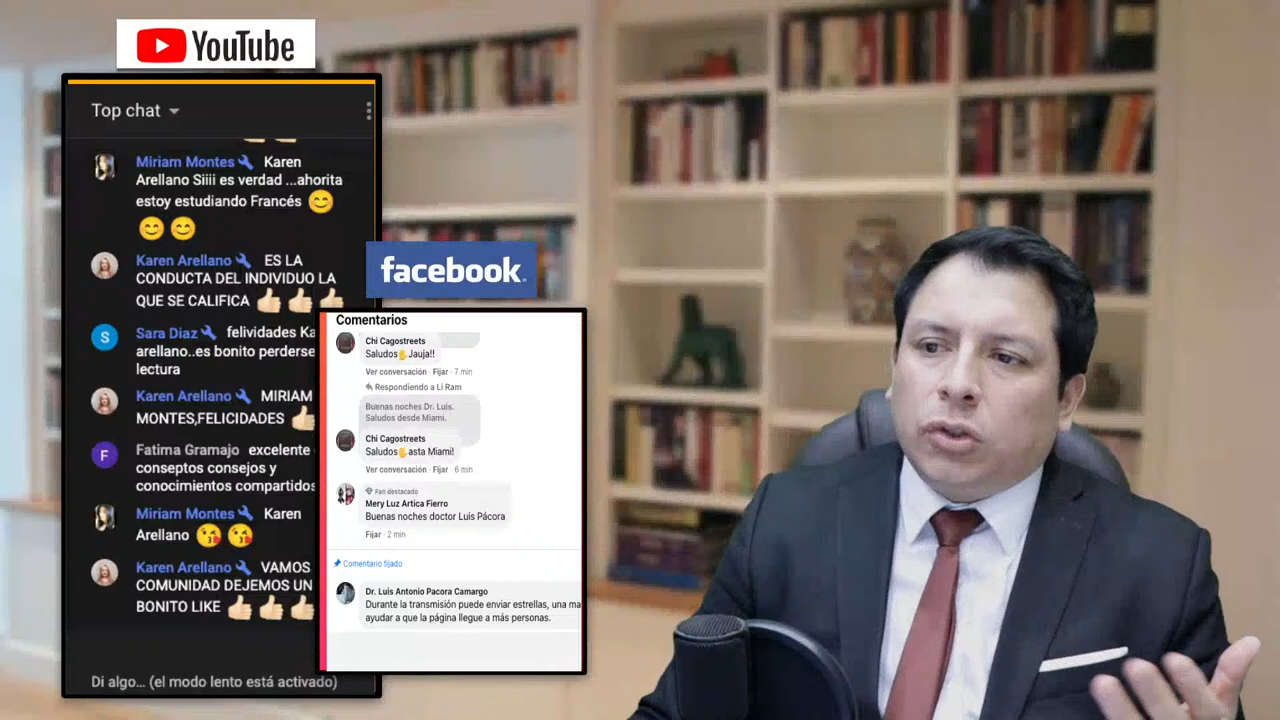 YouTube
Top chat
Miriam Montes Karen
Arellano Siiii es verdad ...ahorita
estoy estudiando Francés
Karen Arellano ES LA
CONDUCTA DEL INDIVIDUO LA
QUE SE CALIFICA
S
Sara Diaz felividades Ka
arellano..es bonito perderse
lectura
Karen Arellano MIRIAM
MONTES,FELICIDADES
F
Fatima Gramajo excelente
conseptos consejos y
conocimientos compartidos
Miriam Montes Karen
Arellano
Karen Arellano VAMOS
COMUNIDAD DEJEMOS UN
BONITO LIKE
Di algo... (el modo lento está activado)
facebook
Comentarios
Chi Cagostreets
Saludos Jauja!!
Ver conversación · Fijar · 7 min
Respondiendo a Li Ram
Buenas noches Dr. Luis.
Saludos desde Miami.
Chi Cagostreets
Saludos asta Miami!
Ver conversación · Fijar · 6 min
Fan destacado
Mery Luz Artica Fierro
Buenas noches doctor Luis Pácora
Fijar · 2 min
Comentario fijado
Dr. Luis Antonio Pacora Camargo
Durante la transmisión puede enviar estrellas, una ma
ayudar a que la página llegue a más personas.